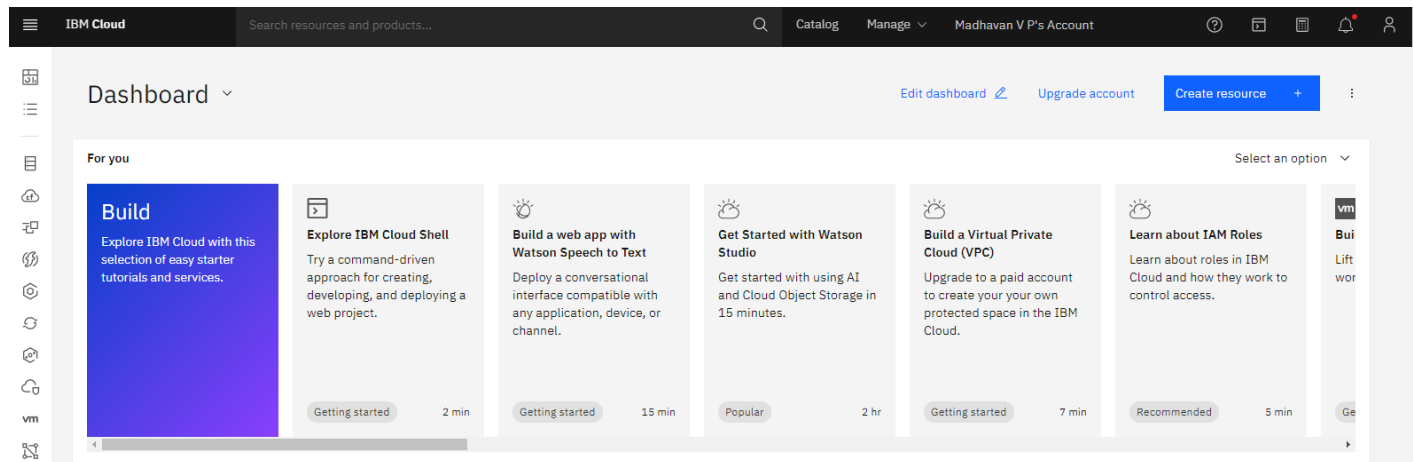 IBM Cloud
Search resources and products...
Catalog
Manage
Madhavan V P's Account
Dashboard
Edit dashboard
Upgrade account
Create resource +
For you
Select an option
Build
Explore IBM Cloud with this
selection of easy starter
tutorials and services.
Explore IBM Cloud Shell
Try a command-driven
approach for creating,
developing, and deploying a
web project.
Getting started
2 min
Build a web app with
Watson Speech to Text
Deploy a conversational
interface compatible with
any application, device, or
channel.
Getting started
15 min
Get Started with Watson
Studio
Get started with using AI
and Cloud Object Storage in
15 minutes.
Popular
2 hr
Build a Virtual Private
Cloud (VPC)
Upgrade to a paid account
to create your your own
protected space in the IBM
Cloud.
Getting started
7 min
Learn about IAM Roles
Learn about roles in IBM
Cloud and how they work to
control access.
Recommended
5 min
vm
Lift
vm